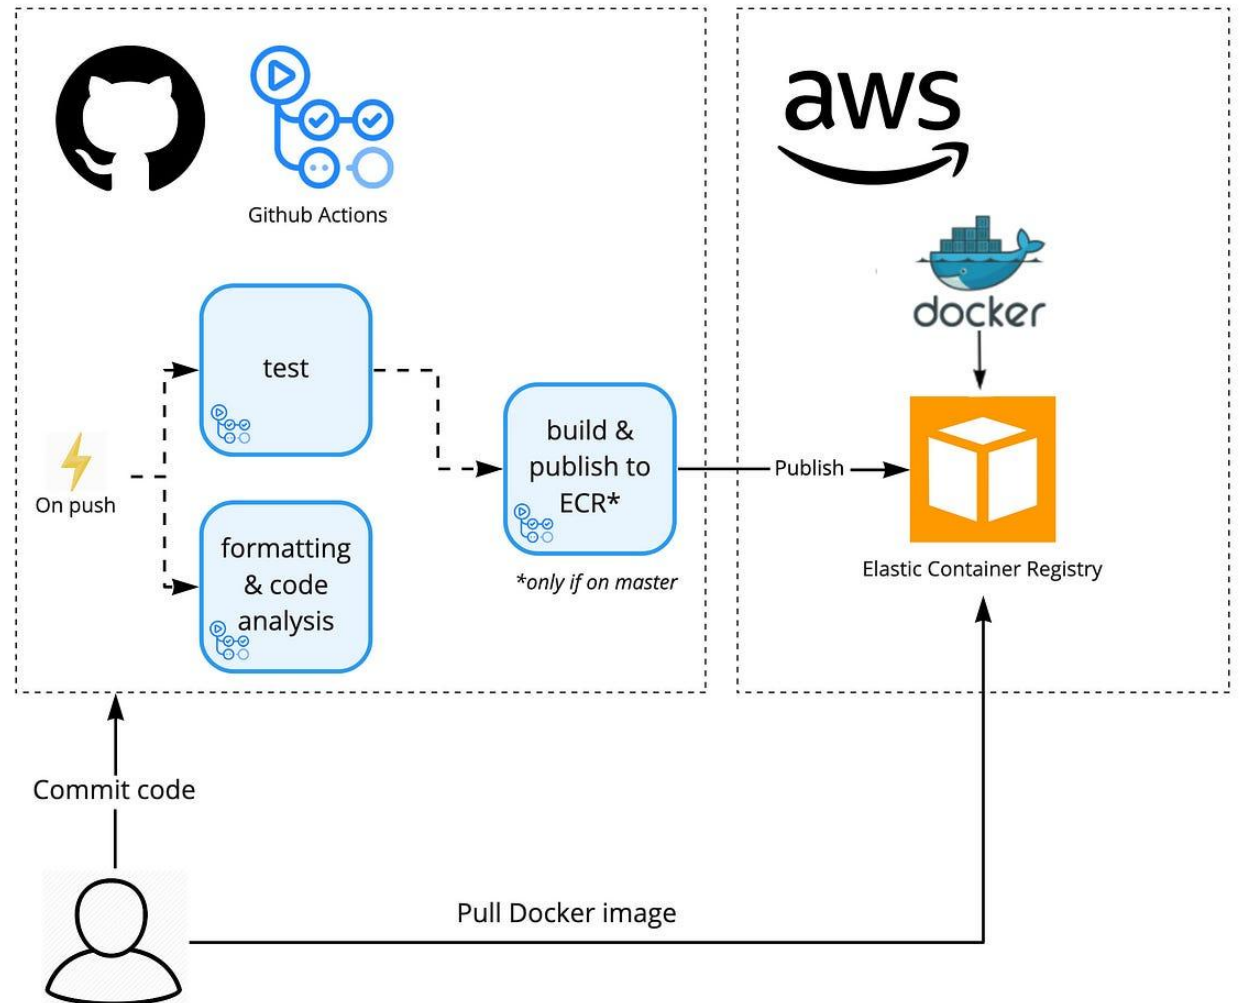 aws
Github Actions
docker
test
build &
publish to
ECR*
Publish
On push
formatting
& code
analysis
*only if on master
Elastic Container Registry
Commit code
Pull Docker image